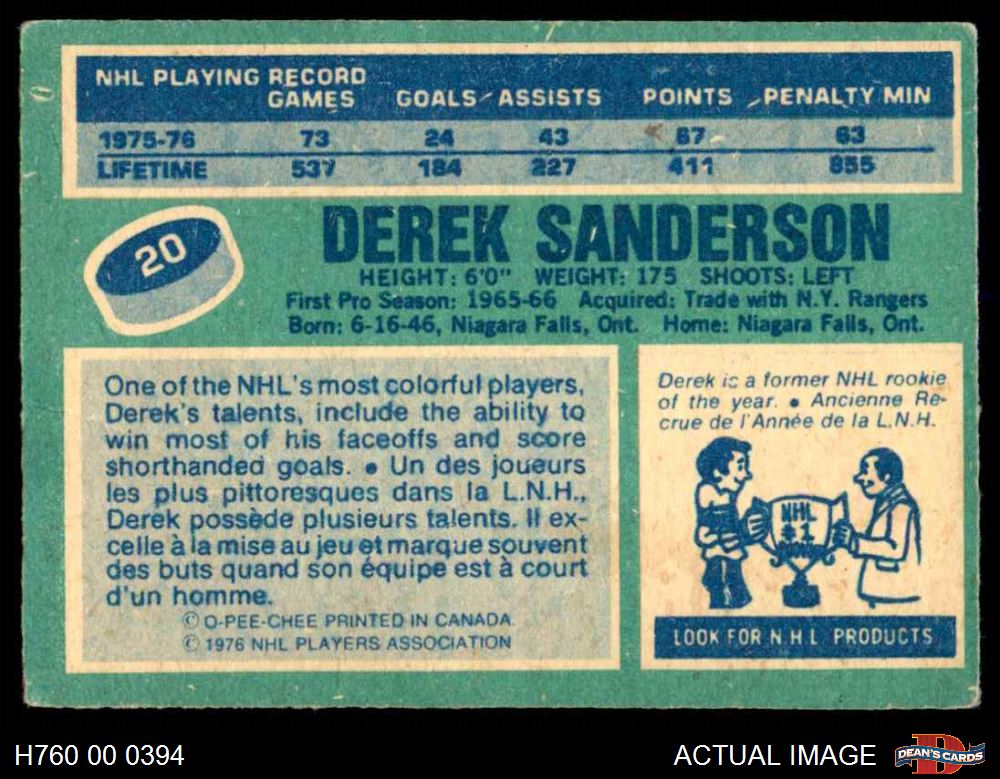 NHL PLAYING RECORD
GAMES GOALS ASSISTS POINTS PENALTY MIN
1975-76 73 24 43 67 63
LIFETIME 537 184 227 411 855
20
DEREK SANDERSON
HEIGHT: 6'0" WEIGHT: 175 SHOOTS: LEFT
First Pro Season: 1965-66 Acquired: Trade with N.Y. Rangers
Born: 6-16-46, Niagara Falls, Ont. Home: Niagara Falls, Ont.
One of the NHL's most colorful players,
Derek's talents, include the ability to
win most of his faceoffs and score
shorthanded goals. • Un des joueurs
les plus pittoresques dans la L.N.H.,
Derek possède plusieurs talents. Il ex-
celle à la mise au jeu et marque souvent
des buts quand son équipe est à court
d'un homme.
© O-PEE-CHEE PRINTED IN CANADA.
© 1976 NHL PLAYERS ASSOCIATION
Derek is a former NHL rookie
of the year. • Ancienne Re-
crue de l'Année de la L.N.H.
NHL
#1
LOOK FOR N H L PRODUCTS
H760 00 0394
ACTUAL IMAGE
DEAN'S CARDS